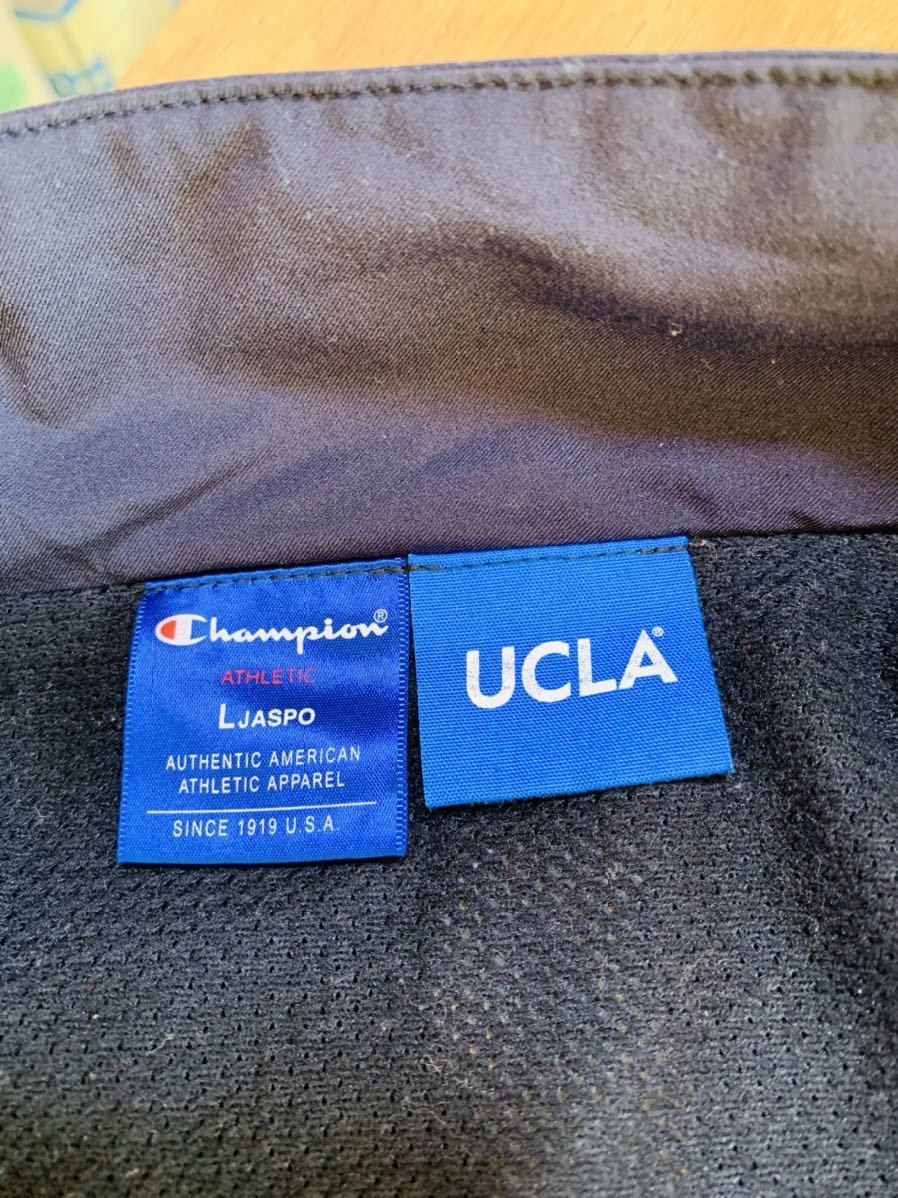 Champion®
ATHLETIC
L JASPO
AUTHENTIC AMERICAN
ATHLETIC APPAREL
SINCE 1919 U.S.A.
UCLA®